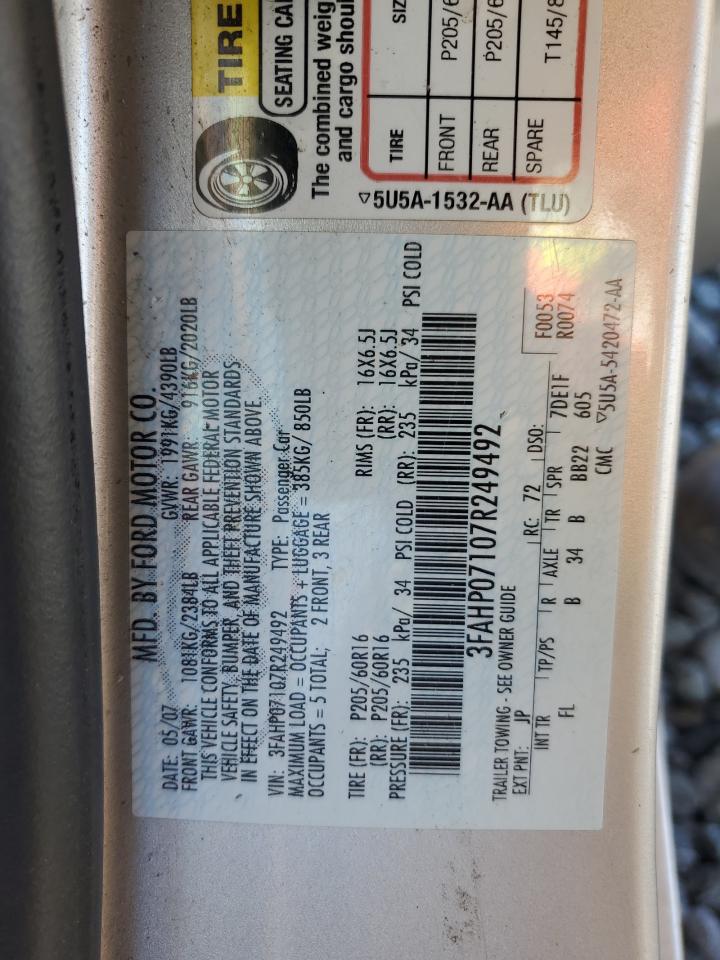 MFD. BY FORD MOTOR CO.
DATE: 05/07 GVWR: 1991KG/4390LB
FRONT GAWR: 1081KG/2384LB REAR GAWR: 916KG/2020LB
THIS VEHICLE CONFORMS TO ALL APPLICABLE FEDERAL MOTOR
VEHICLE SAFETY, BUMPER, AND THEFT PREVENTION STANDARDS
IN EFFECT ON THE DATE OF MANUFACTURE SHOWN ABOVE.
VIN: 3FAHP07107R249492 TYPE: Passenger Car
MAXIMUM LOAD = OCCUPANTS + LUGGAGE = 385KG/ 850LB
OCCUPANTS = 5 TOTAL; 2 FRONT, 3 REAR
TIRE (FR): P205/60R16 RIMS (FR): 16X6.5J
(RR): P205/60R16 (RR): 16X6.5J
PRESSURE (FR): 235 kPa/ 34 PSI COLD (RR): 235 kPa/ 34 PSI COLD
3FAHP07107R249492
TRAILER TOWING - SEE OWNER GUIDE
EXT PNT: JP RC: 72 DSO: F0053
R0074
INT TR TP/PS R AXLE TR SPR 7DE1F
FL B 34 B BB22 605
CMC ▽5U5A-5420472-AA
TIRE
SEATING
The combined
and cargo
TIRE
FRONT P205/
REAR P205/
SPARE T145/
▽5U5A-1532-AA (TLU)